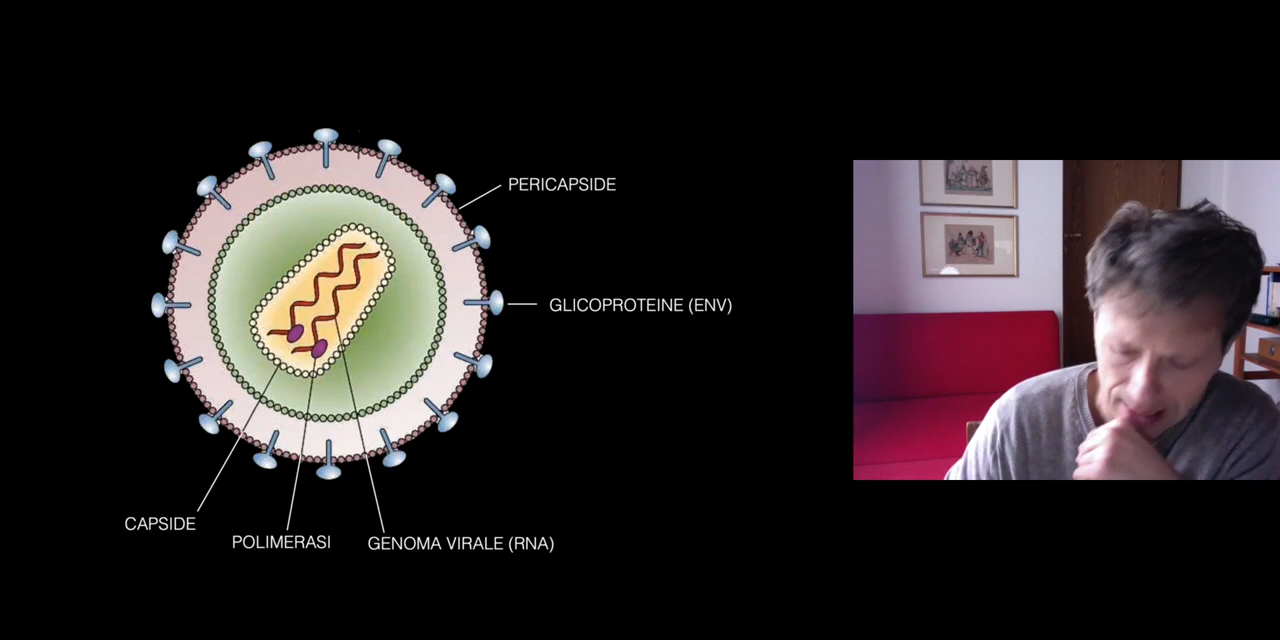 PERICAPSIDE
GLICOPROTEINE (ENV)
CAPSIDE
POLIMERASI
GENOMA VIRALE (RNA)